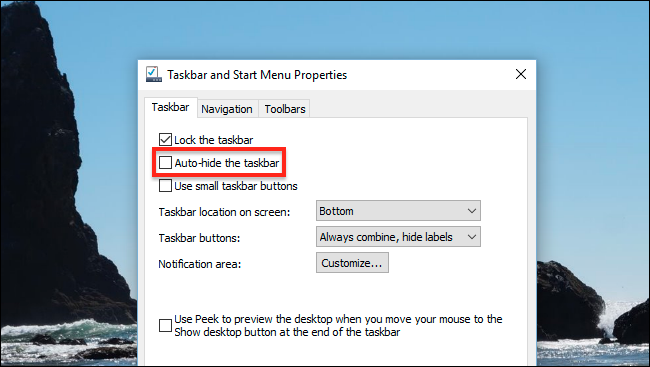 Taskbar and Start Menu Properties
Taskbar Navigation Toolbars
Lock the taskbar
Auto-hide the taskbar
Use small taskbar buttons
Taskbar location on screen: Bottom
Taskbar buttons: Always combine, hide labels
Notification area: Customize...
Use Peek to preview the desktop when you move your mouse to the
Show desktop button at the end of the taskbar